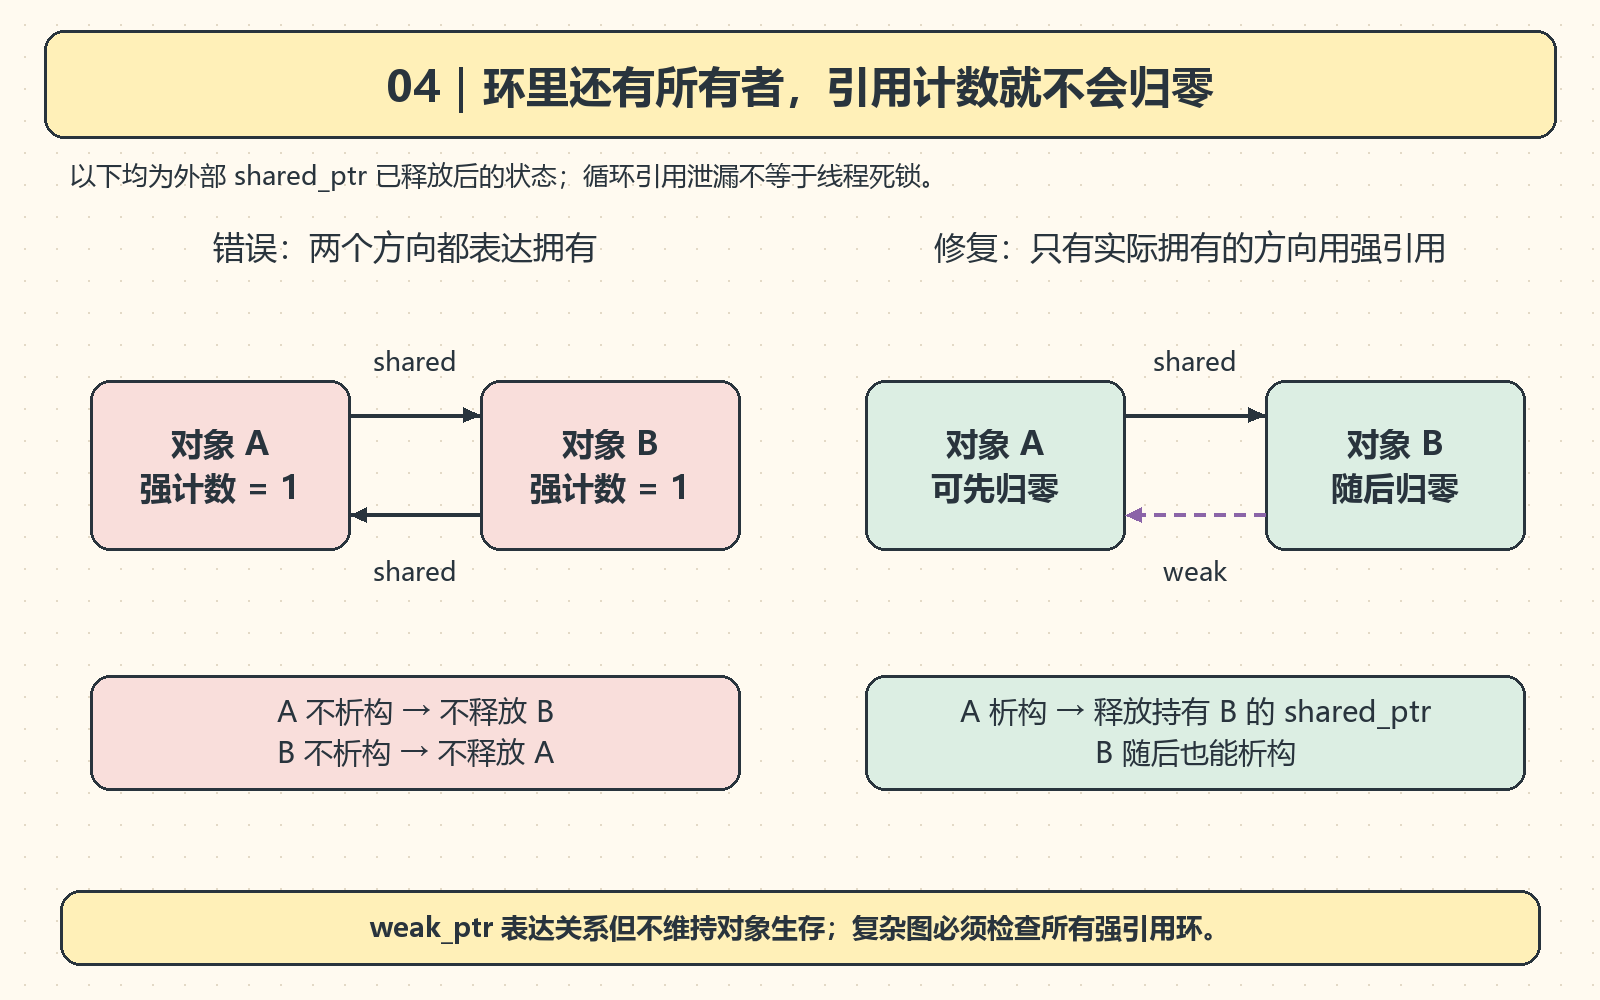 04 | 环里还有所有者，引用计数就不会归零
以下均为外部 shared_ptr 已释放后的状态；循环引用泄漏不等于线程死锁。
错误：两个方向都表达拥有
shared
对象 A
强计数 = 1
对象 B
强计数 = 1
shared
A 不析构 → 不释放 B
B 不析构 → 不释放 A
修复：只有实际拥有的方向用强引用
shared
对象 A
可先归零
对象 B
随后归零
weak
A 析构 → 释放持有 B 的 shared_ptr
B 随后也能析构
weak_ptr 表达关系但不维持对象生存；复杂图必须检查所有强引用环。